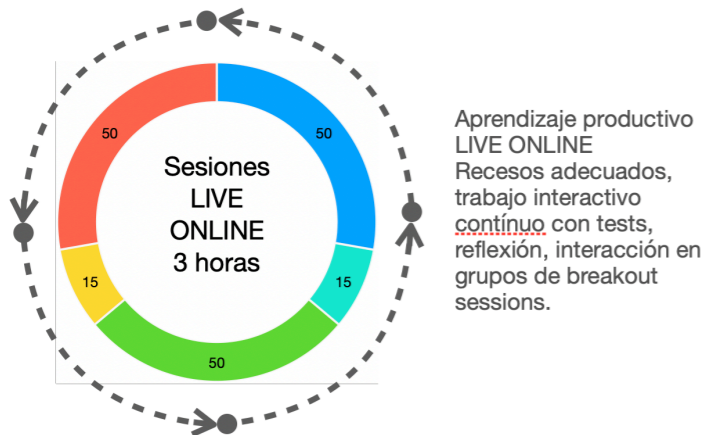 50
50
Sesiones
LIVE
ONLINE
3 horas
15
15
50
Aprendizaje productivo
LIVE ONLINE
Recesos adecuados,
trabajo interactivo
contínuo con tests,
reflexión, interacción en
grupos de breakout
sessions.